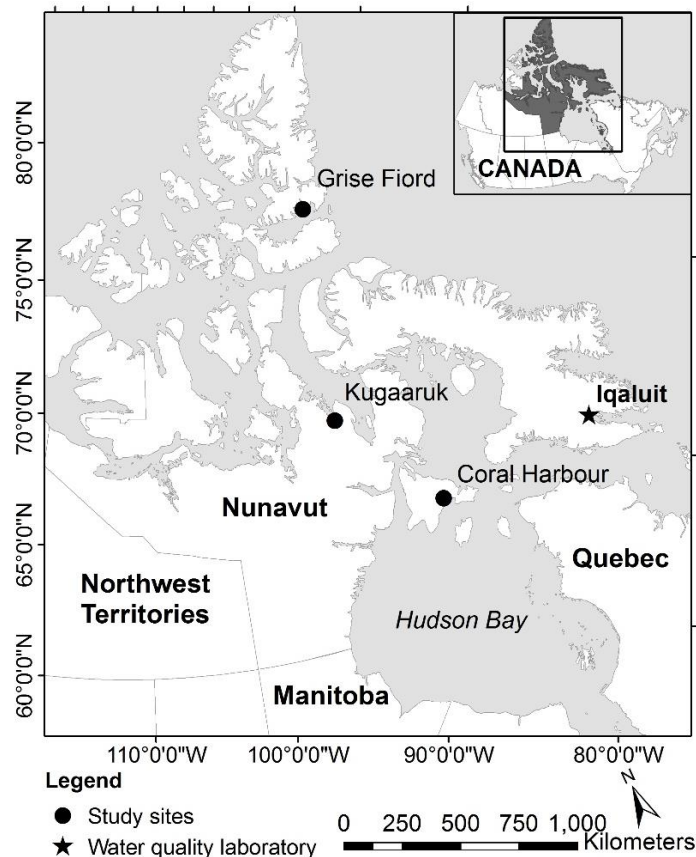 CANADA
80°0'0"N
Grise Fiord
75°0'0"N
Kugaaruk
Iqaluit
70°0'0"N
Coral Harbour
Nunavut
65°0'0"N
Quebec
Northwest
Territories
Hudson Bay
60°0'0"N
Manitoba
110°0'0"W 100°0'0"W 90°0'0"W 80°0'0"W
Legend
N
Study sites
Water quality laboratory
0 250 500 750 1,000
Kilometers